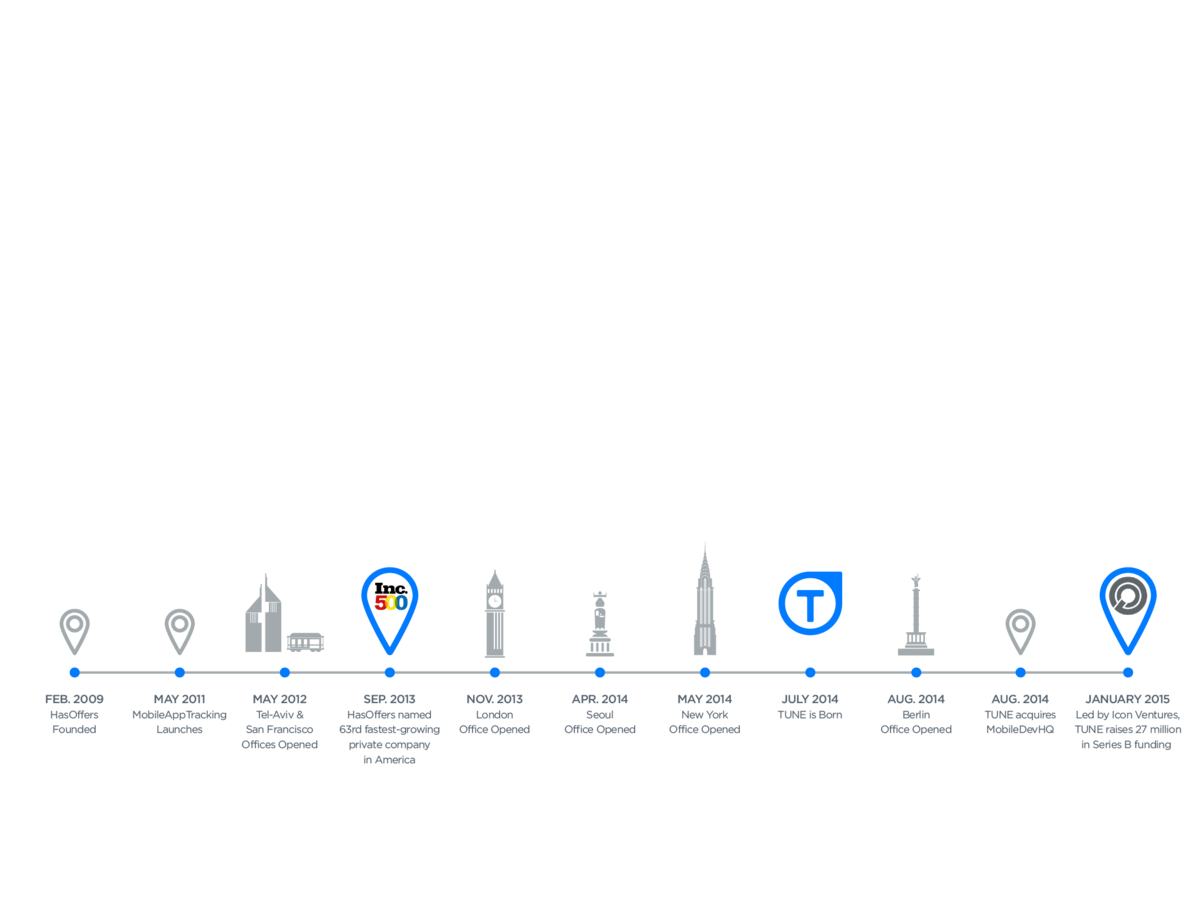 Inc.
500
T
FEB. 2009
HasOffers
Founded
MAY 2011
MobileAppTracking
Launches
MAY 2012
Tel-Aviv &
San Francisco
Offices Opened
SEP. 2013
HasOffers named
63rd fastest-growing
private company
in America
NOV. 2013
London
Office Opened
APR. 2014
Seoul
Office Opened
MAY 2014
New York
Office Opened
JULY 2014
TUNE is Born
AUG. 2014
Berlin
Office Opened
AUG. 2014
TUNE acquires
MobileDevHQ
JANUARY 2015
Led by Icon Ventures,
TUNE raises 27 million
in Series B funding